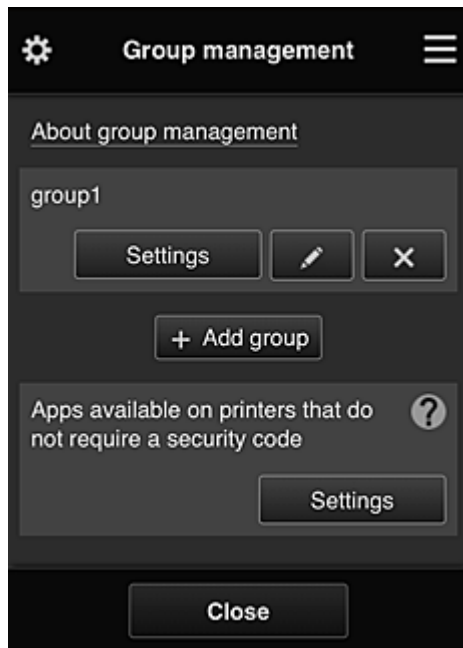 Group management
About group management
group1
Settings
+ Add group
Apps available on printers that do
not require a security code
?
Settings
Close